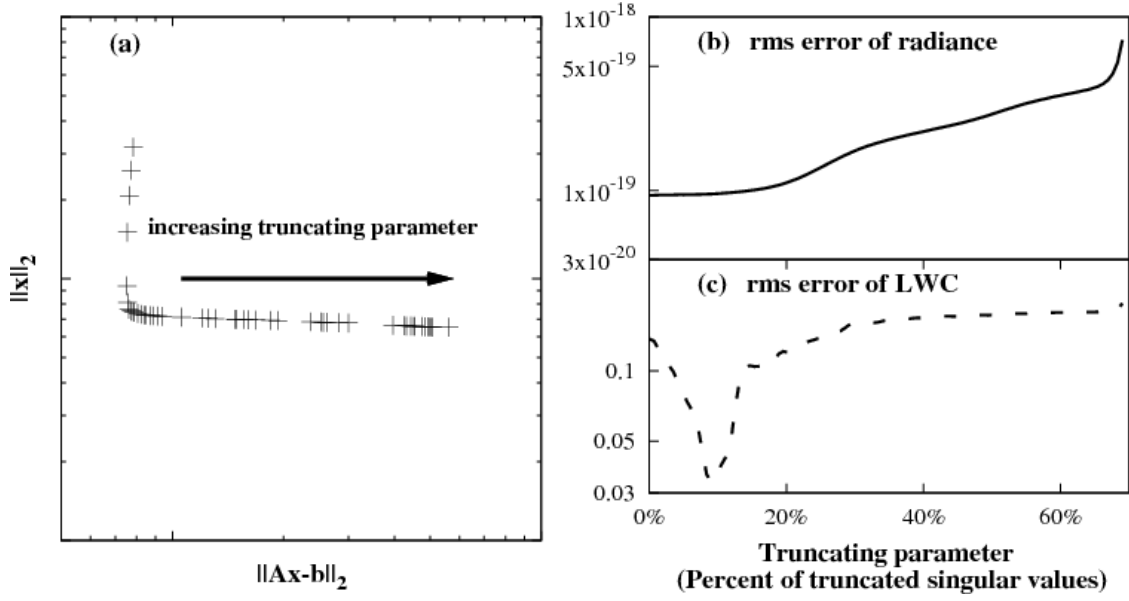 (a)
increasing truncating parameter
||x||₂
||Ax-b||₂
(b) rms error of radiance
1x10⁻¹⁸
5x10⁻¹⁹
1x10⁻¹⁹
3x10⁻²⁰
(c) rms error of LWC
0.1
0.05
0.03
0% 20% 40% 60%
Truncating parameter
(Percent of truncated singular values)